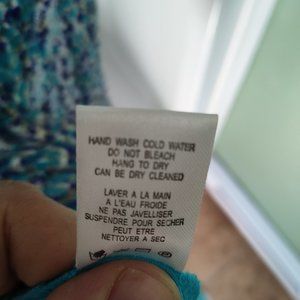 HAND WASH COLD WATER
DO NOT BLEACH
HANG TO DRY
CAN BE DRY CLEANED
LAVER A LA MAIN
A L'EAU FROIDE
NE PAS JAVELLISER
SUSPENDRE POUR SECHER
PEUT ETRE
NETTOYER A SEC